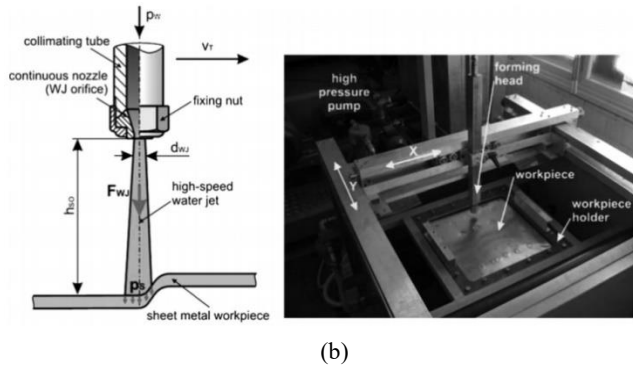 pW
vT
collimating tube
continuous nozzle
(WJ orifice)
fixing nut
dWJ
hSO
FWJ
high-speed
water jet
pS
sheet metal workpiece
high
pressure
pump
forming
head
X
Y
workpiece
workpiece
holder
(b)